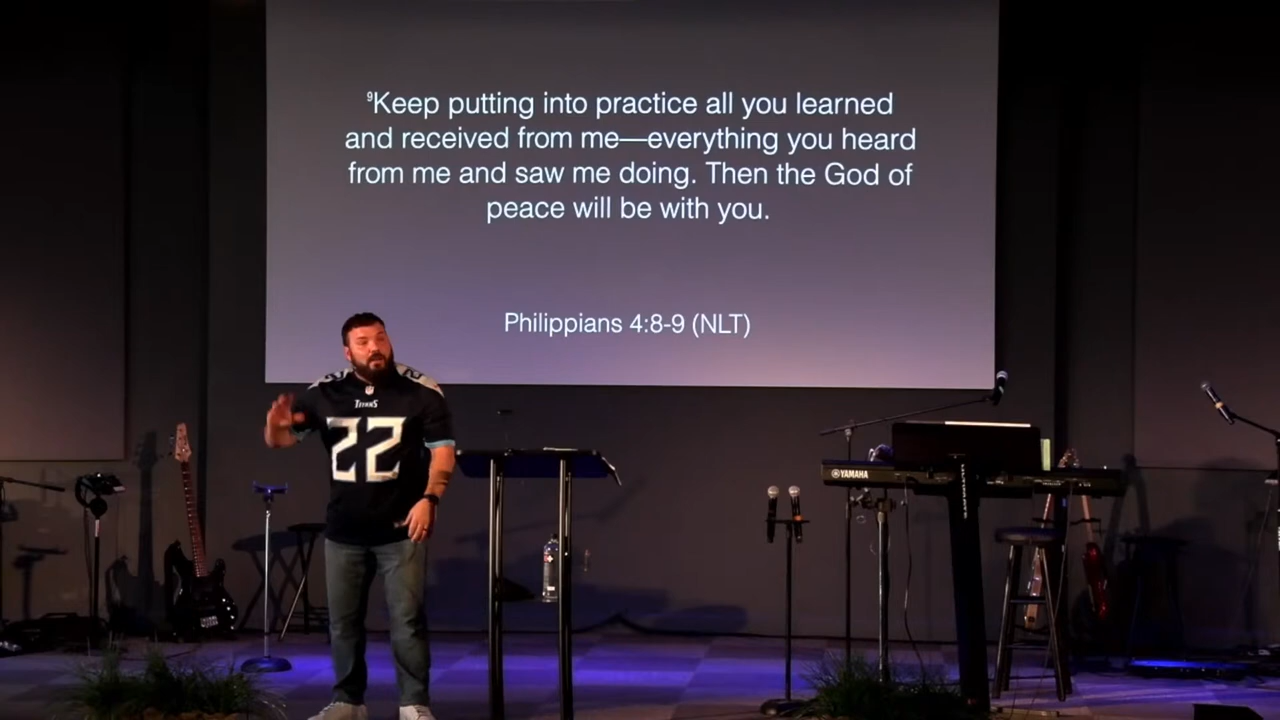 ⁹Keep putting into practice all you learned
and received from me—everything you heard
from me and saw me doing. Then the God of
peace will be with you.
Philippians 4:8-9 (NLT)
TITANS
22
YAMAHA